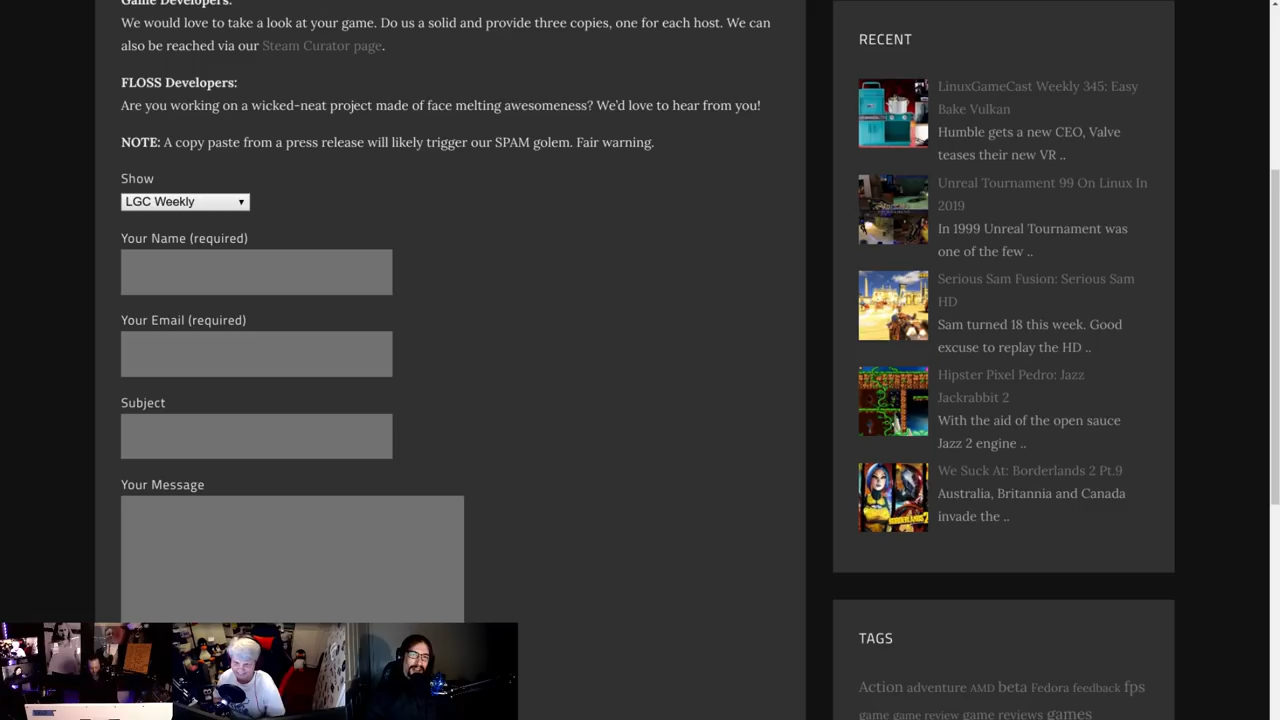 Game Developers:
We would love to take a look at your game. Do us a solid and provide three copies, one for each host. We can
also be reached via our Steam Curator page.
FLOSS Developers:
Are you working on a wicked-neat project made of face melting awesomeness? We'd love to hear from you!
NOTE: A copy paste from a press release will likely trigger our SPAM golem. Fair warning.
Show
LGC Weekly
Your Name (required)
Your Email (required)
Subject
Your Message
RECENT
LinuxGameCast Weekly 345: Easy
Bake Vulkan
Humble gets a new CEO, Valve
teases their new VR ..
Unreal Tournament 99 On Linux In
2019
In 1999 Unreal Tournament was
one of the few ..
Serious Sam Fusion: Serious Sam
HD
Sam turned 18 this week. Good
excuse to replay the HD ..
Hipster Pixel Pedro: Jazz
Jackrabbit 2
With the aid of the open sauce
Jazz 2 engine ..
We Suck At: Borderlands 2 Pt.9
Australia, Britannia and Canada
invade the ..
TAGS
Action adventure AMD beta Fedora feedback fps
game game review game reviews games